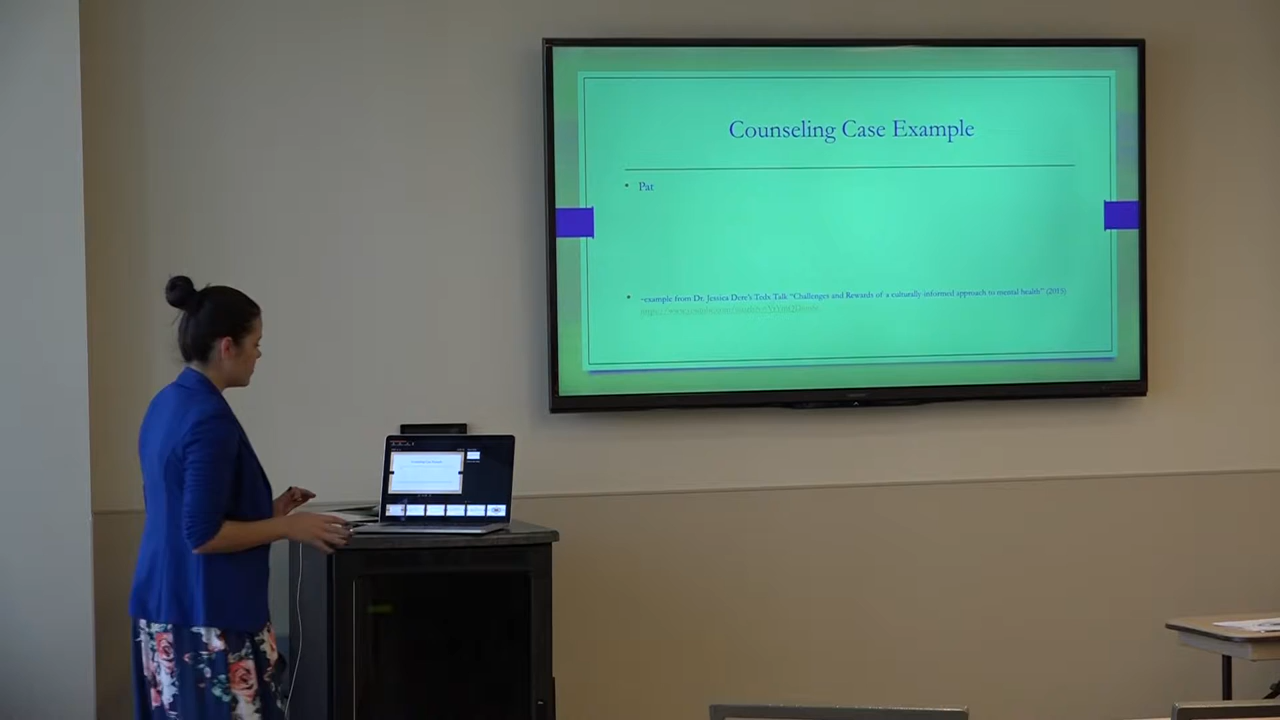 Counseling Case Example
• Pat
• -example from Dr. Jessica Dere's Tedx Talk "Challenges and Rewards of a culturally-informed approach to mental health" (2015)